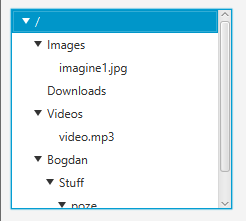 /
Images
imagine1.jpg
Downloads
Videos
video.mp3
Bogdan
Stuff
poze